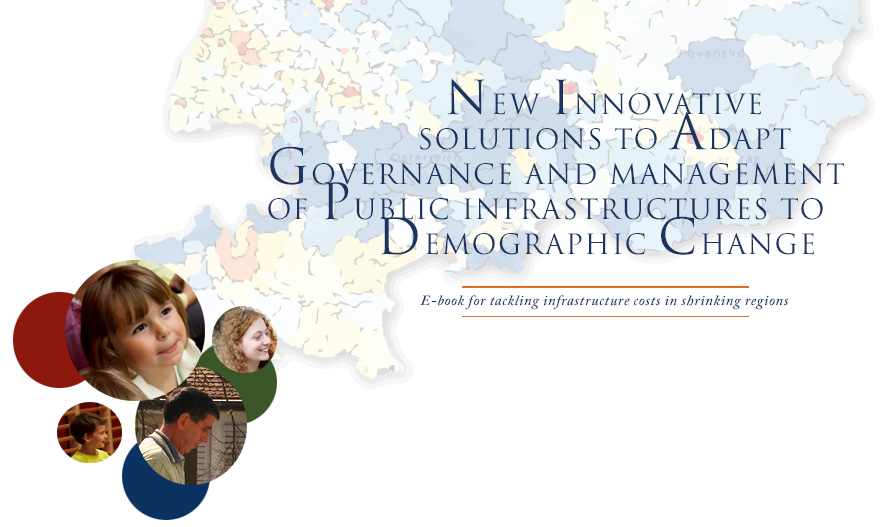 New Innovative
solutions to Adapt
Governance and management
of Public infrastructures to
Demographic Change
E-book for tackling infrastructure costs in shrinking regions
Österreich